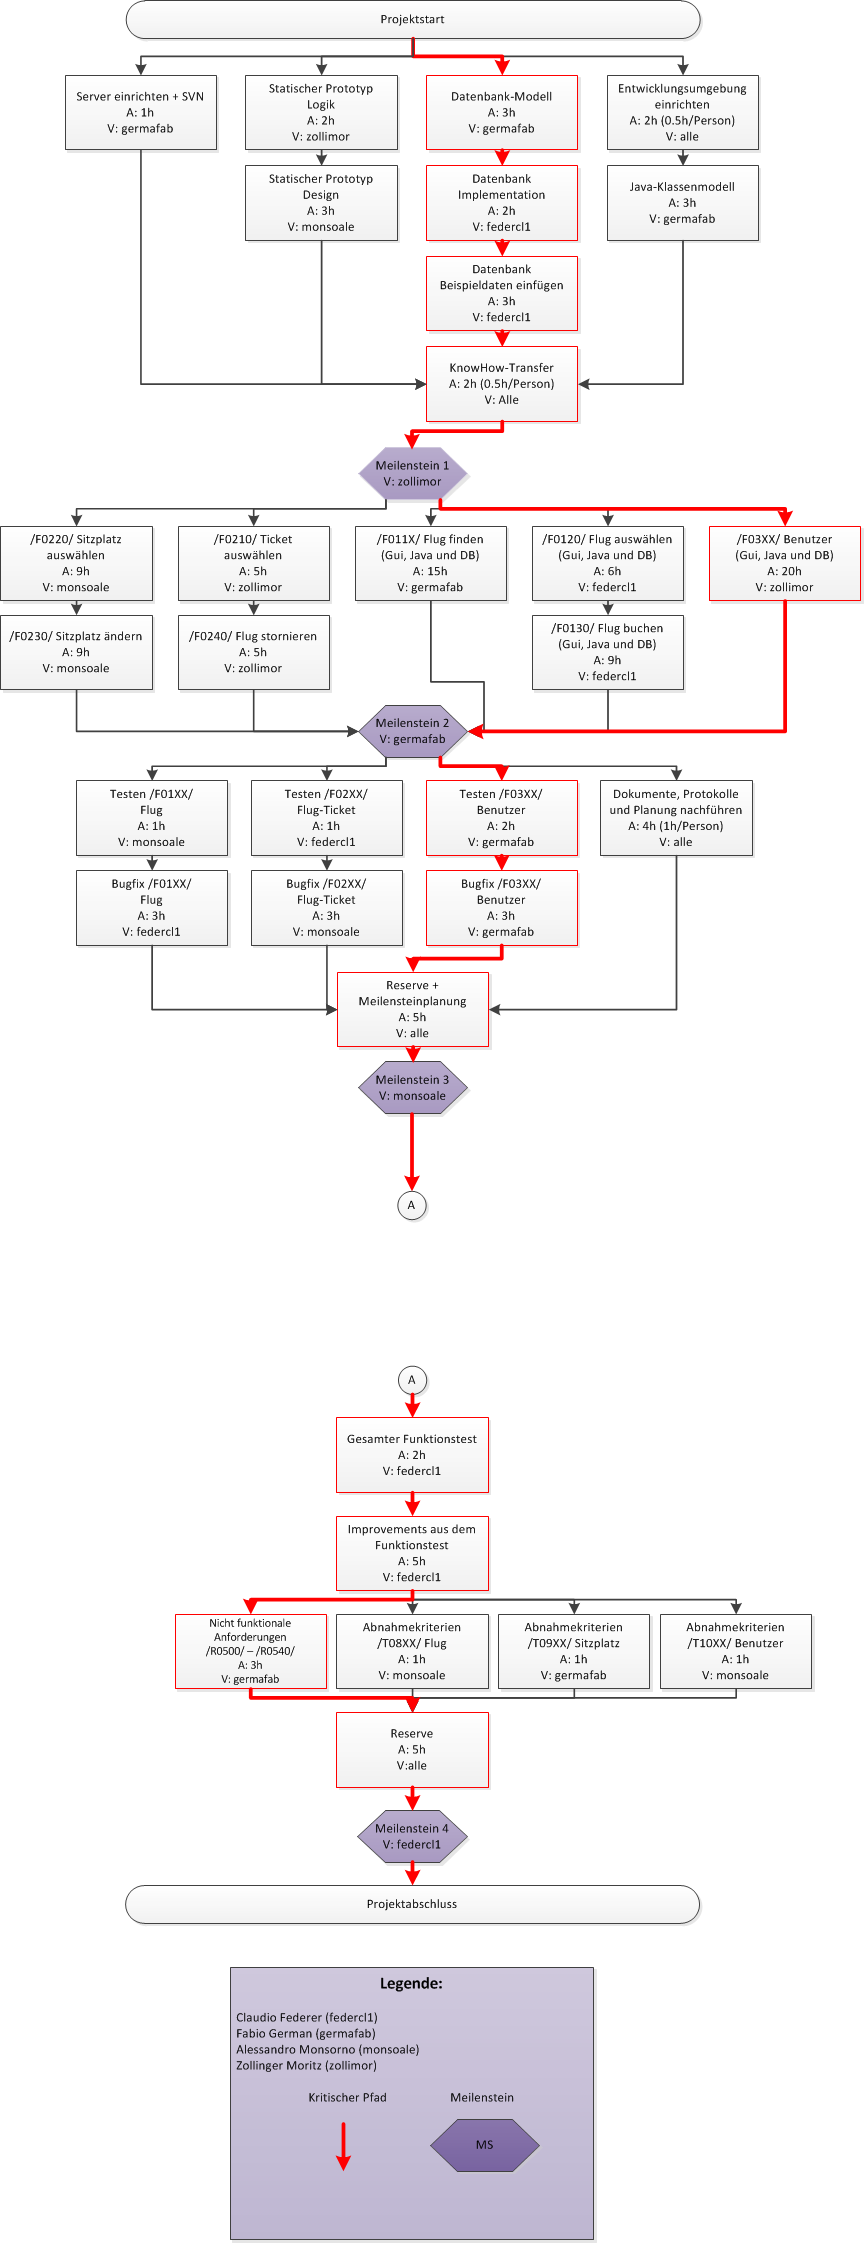 Projektstart
Server einrichten + SVN
A: 1h
V: germafab
Statischer Prototyp
Logik
A: 2h
V: zollimor
Datenbank-Modell
A: 3h
V: germafab
Entwicklungsumgebung
einrichten
A: 2h (0.5h/Person)
V: alle
Statischer Prototyp
Design
A: 3h
V: monsoale
Datenbank
Implementation
A: 2h
V: federcl1
Java-Klassenmodell
A: 3h
V: germafab
Datenbank
Beispieldaten einfügen
A: 3h
V: federcl1
KnowHow-Transfer
A: 2h (0.5h/Person)
V: Alle
Meilenstein 1
V: zollimor
/F0220/ Sitzplatz
auswählen
A: 9h
V: monsoale
/F0210/ Ticket
auswählen
A: 5h
V: zollimor
/F011X/ Flug finden
(Gui, Java und DB)
A: 15h
V: germafab
/F0120/ Flug auswählen
(Gui, Java und DB)
A: 6h
V: federcl1
/F03XX/ Benutzer
(Gui, Java und DB)
A: 20h
V: zollimor
/F0230/ Sitzplatz ändern
A: 9h
V: monsoale
/F0240/ Flug stornieren
A: 5h
V: zollimor
/F0130/ Flug buchen
(Gui, Java und DB)
A: 9h
V: federcl1
Meilenstein 2
V: germafab
Testen /F01XX/
Flug
A: 1h
V: monsoale
Testen /F02XX/
Flug-Ticket
A: 1h
V: federcl1
Testen /F03XX/
Benutzer
A: 2h
V: germafab
Dokumente, Protokolle
und Planung nachführen
A: 4h (1h/Person)
V: alle
Bugfix /F01XX/
Flug
A: 3h
V: federcl1
Bugfix /F02XX/
Flug-Ticket
A: 3h
V: monsoale
Bugfix /F03XX/
Benutzer
A: 3h
V: germafab
Reserve +
Meilensteinplanung
A: 5h
V: alle
Meilenstein 3
V: monsoale
A
A
Gesamter Funktionstest
A: 2h
V: federcl1
Improvements aus dem
Funktionstest
A: 5h
V: federcl1
Nicht funktionale
Anforderungen
/R0500/ – /R0540/
A: 3h
V: germafab
Abnahmekriterien
/T08XX/ Flug
A: 1h
V: monsoale
Abnahmekriterien
/T09XX/ Sitzplatz
A: 1h
V: germafab
Abnahmekriterien
/T10XX/ Benutzer
A: 1h
V: monsoale
Reserve
A: 5h
V:alle
Meilenstein 4
V: federcl1
Projektabschluss
Legende:
Claudio Federer (federcl1)
Fabio German (germafab)
Alessandro Monsorno (monsoale)
Zollinger Moritz (zollimor)
Kritischer Pfad
Meilenstein
MS